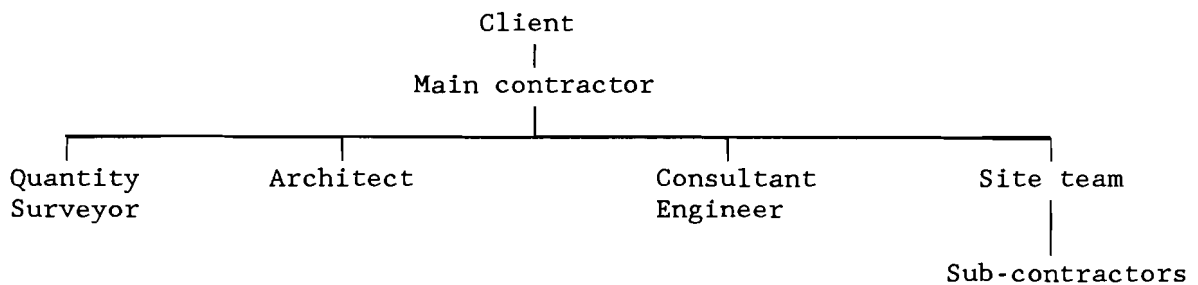 Client
Main contractor
Quantity Surveyor
Architect
Consultant Engineer
Site team
Sub-contractors